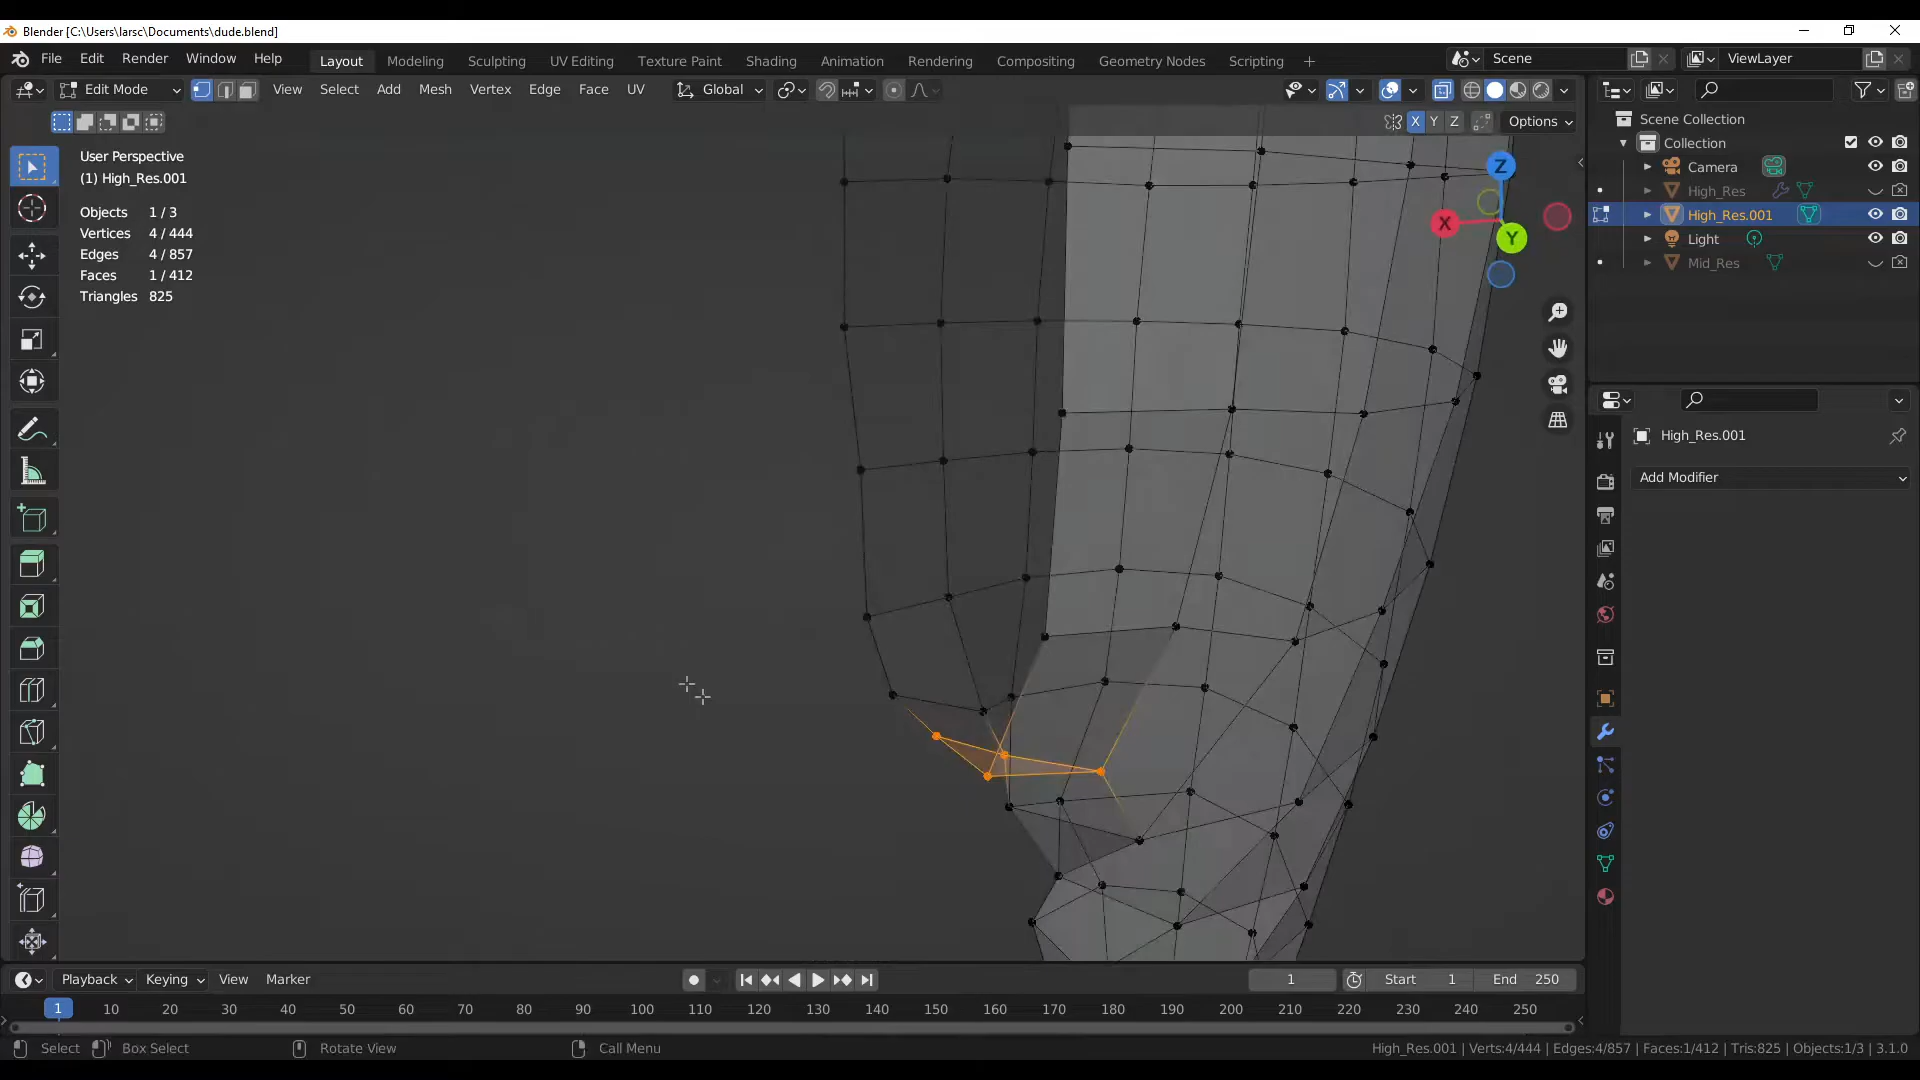 Blender [C:\Users\larsc\Documents\dude.blend]
File Edit Render Window Help Layout Modeling Sculpting UV Editing Texture Paint Shading Animation Rendering Compositing Geometry Nodes Scripting + Scene ViewLayer
Edit Mode View Select Add Mesh Vertex Edge Face UV Global
X Y Z Options
User Perspective
(1) High_Res.001
Objects 1 / 3
Vertices 4 / 444
Edges 4 / 857
Faces 1 / 412
Triangles 825
Z
X
Y
Scene Collection
Collection
Camera
High_Res
High_Res.001
Light
Mid_Res
High_Res.001
Add Modifier
Playback Keying View Marker 1 Start 1 End 250
1 10 20 30 40 50 60 70 80 90 100 110 120 130 140 150 160 170 180 190 200 210 220 230 240 250
Select Box Select Rotate View Call Menu High_Res.001 | Verts:4/444 | Edges:4/857 | Faces:1/412 | Tris:825 | Objects:1/3 | 3.1.0